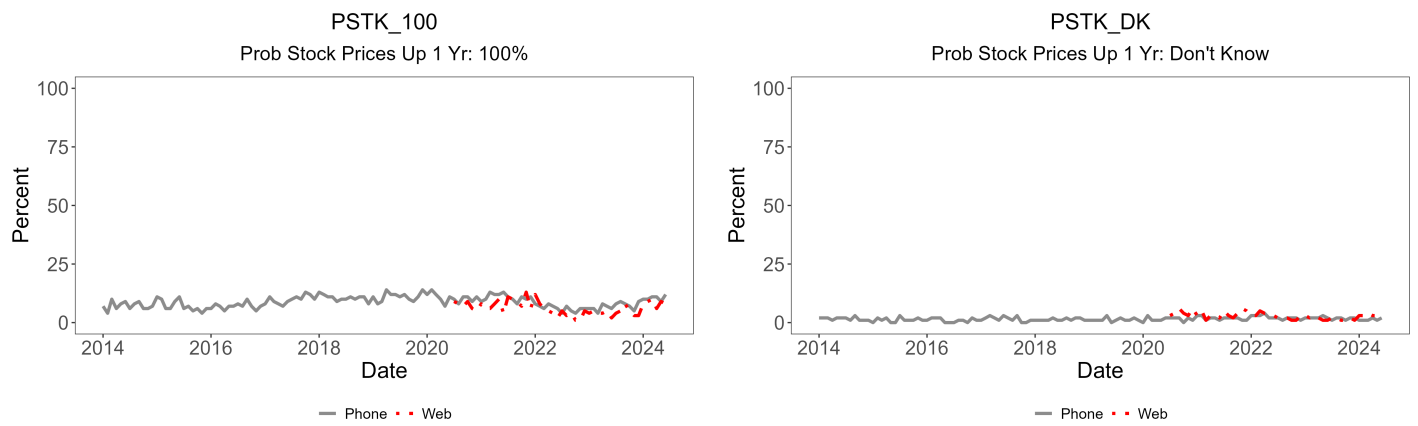 PSTK_100
Prob Stock Prices Up 1 Yr: 100%
Percent
100
75
50
25
0
2014 2016 2018 2020 2022 2024
Date
Phone Web
PSTK_DK
Prob Stock Prices Up 1 Yr: Don't Know
Percent
100
75
50
25
0
2014 2016 2018 2020 2022 2024
Date
Phone Web